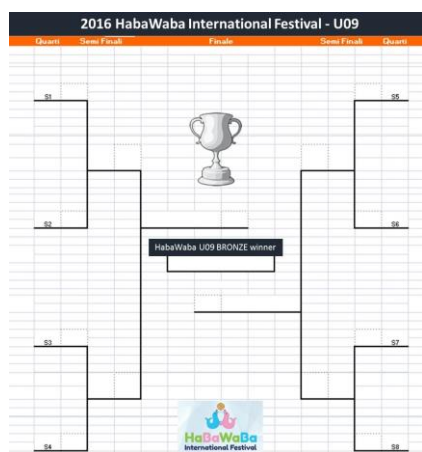 2016 HabaWaba International Festival - U09
Quarti Semi Finali Finale Semi Finali Quarti
S1 S5
S2 S6
HabaWaba U09 BRONZE winner
S3 S7
HaBaWaBa
International Festival
S4 S8